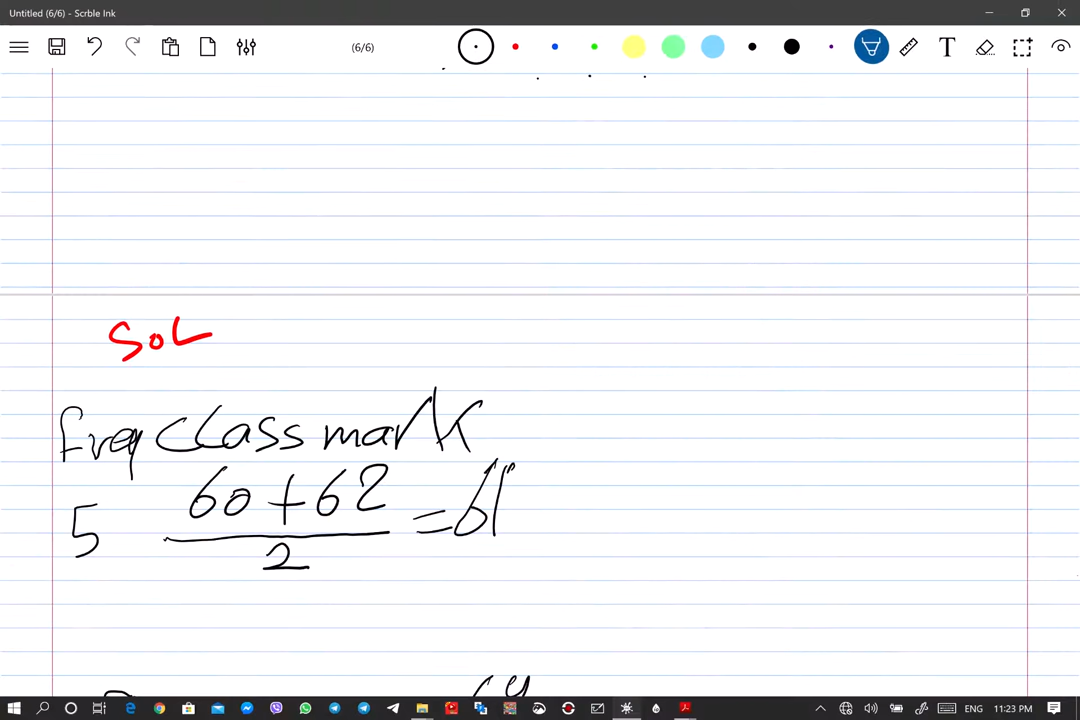 Untitled (6/6) - Scrble Ink
(6/6)
T
SoL
freq class mark
5 60+62 = 61
2
64
ENG 11:23 PM